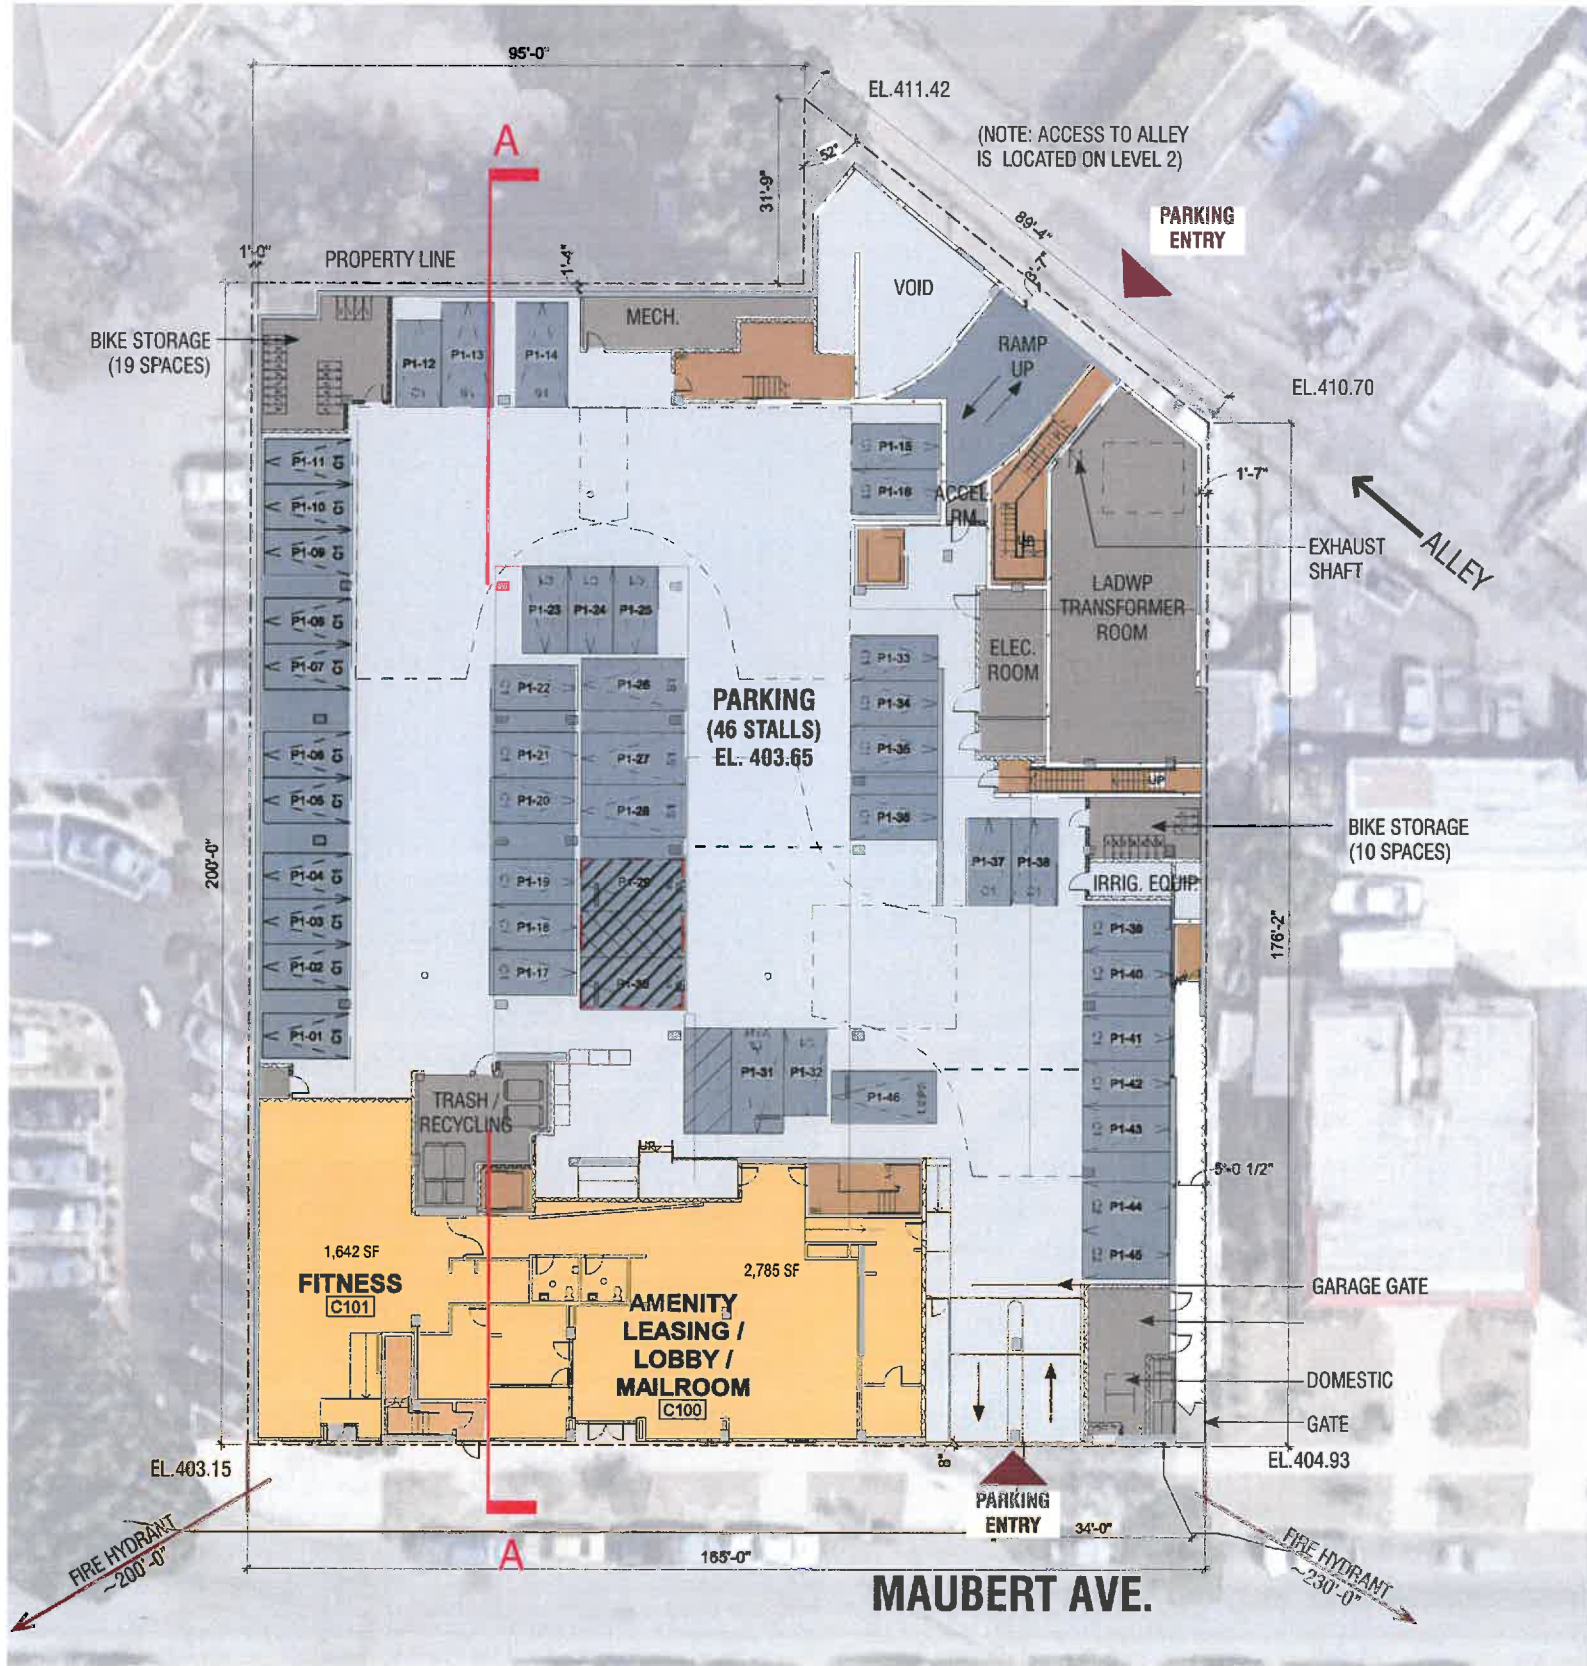 95'-0"
EL.411.42
A
(NOTE: ACCESS TO ALLEY
IS LOCATED ON LEVEL 2)
52°
31'-9"
PARKING
ENTRY
89'-4"
1'-0"
PROPERTY LINE
1'-4"
VOID
MECH.
BIKE STORAGE
(19 SPACES)
P1-12
P1-13
P1-14
RAMP
UP
EL.410.70
P1-11
P1-15
1'-7"
P1-10
P1-16
ACCEL.
RM.
P1-09
EXHAUST
SHAFT
ALLEY
LADWP
TRANSFORMER
ROOM
P1-23
P1-24
P1-25
P1-08
P1-07
P1-33
ELEC.
ROOM
P1-22
P1-26
PARKING
(46 STALLS)
EL. 403.65
P1-34
P1-06
P1-21
P1-27
P1-35
UP
P1-05
P1-20
P1-28
P1-36
BIKE STORAGE
(10 SPACES)
P1-37
P1-38
200'-0"
P1-04
P1-19
P1-29
IRRIG. EQUIP.
P1-03
P1-18
P1-39
176'-2"
P1-02
P1-17
P1-40
P1-01
P1-41
P1-31
P1-32
P1-42
TRASH /
RECYCLING
P1-46
P1-43
UP
5'-0 1/2"
P1-44
1,642 SF
FITNESS
C101
2,785 SF
P1-45
GARAGE GATE
AMENITY
LEASING /
LOBBY /
MAILROOM
C100
DOMESTIC
GATE
EL.403.15
8"
EL.404.93
PARKING
ENTRY
34'-0"
FIRE HYDRANT
~200'-0"
A
165'-0"
FIRE HYDRANT
~230'-0"
MAUBERT AVE.